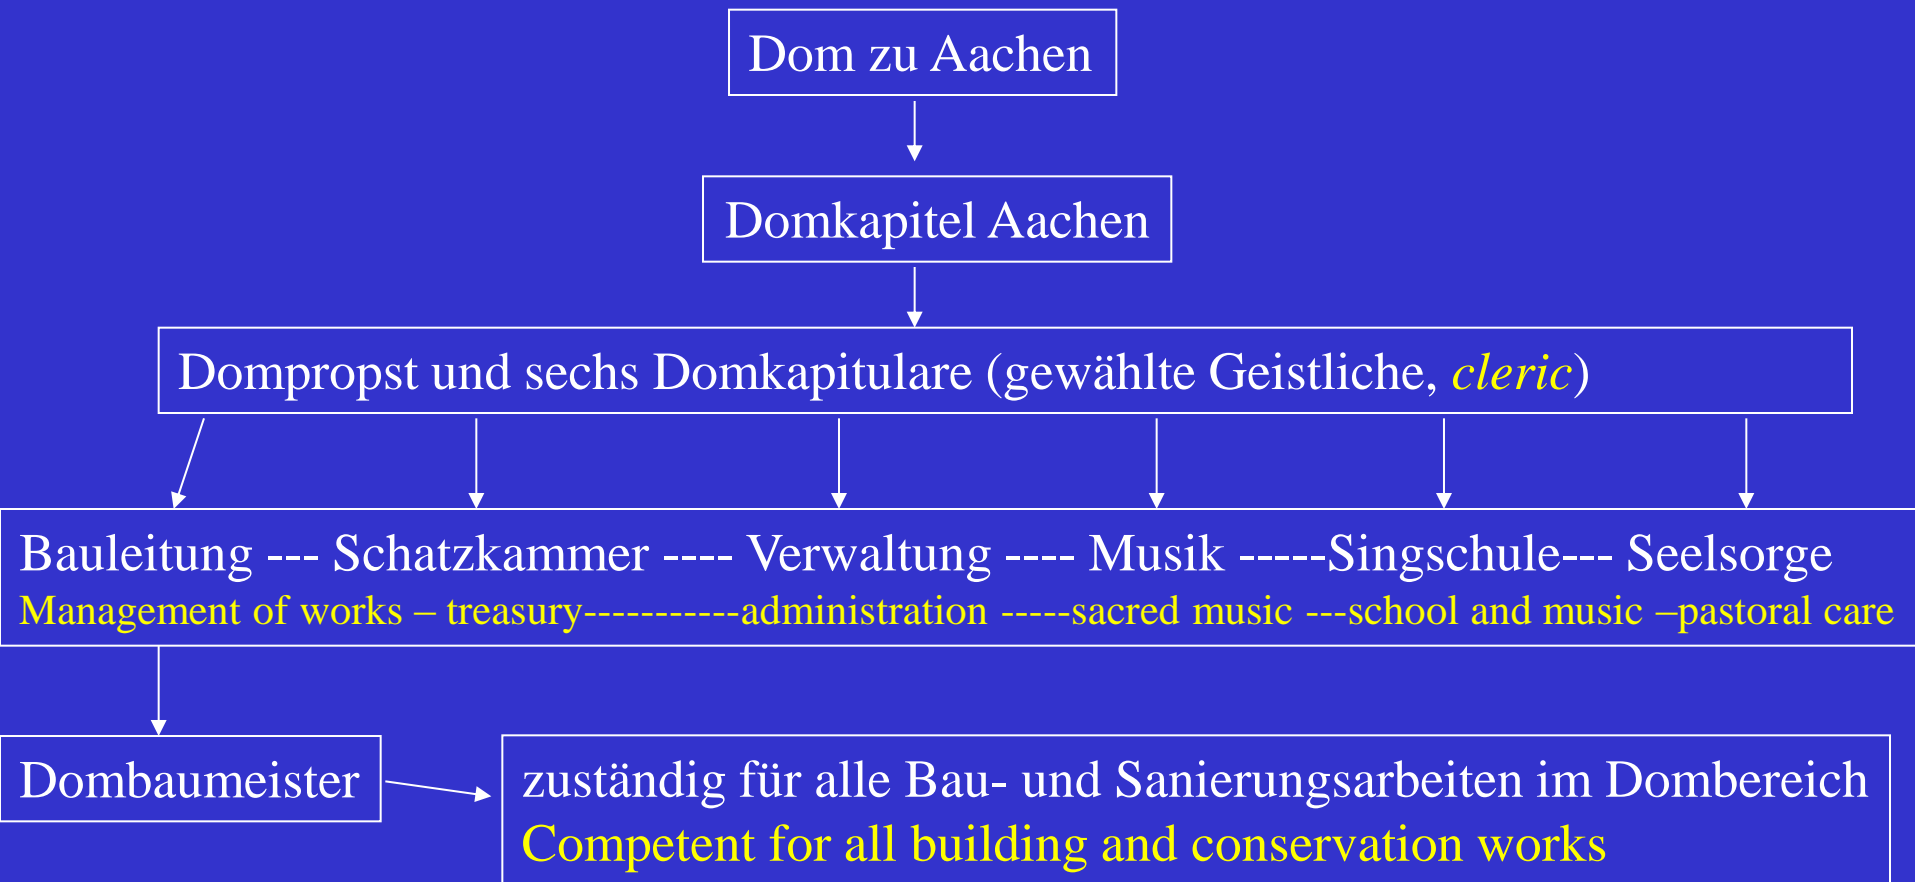 Dom zu Aachen
Domkapitel Aachen
Dompropst und sechs Domkapitulare (gewählte Geistliche, cleric)
Bauleitung --- Schatzkammer ---- Verwaltung ---- Musik -----Singschule--- Seelsorge
Management of works – treasury-----------administration -----sacred music ---school and music –pastoral care
Dombaumeister
zuständig für alle Bau- und Sanierungsarbeiten im Dombereich
Competent for all building and conservation works